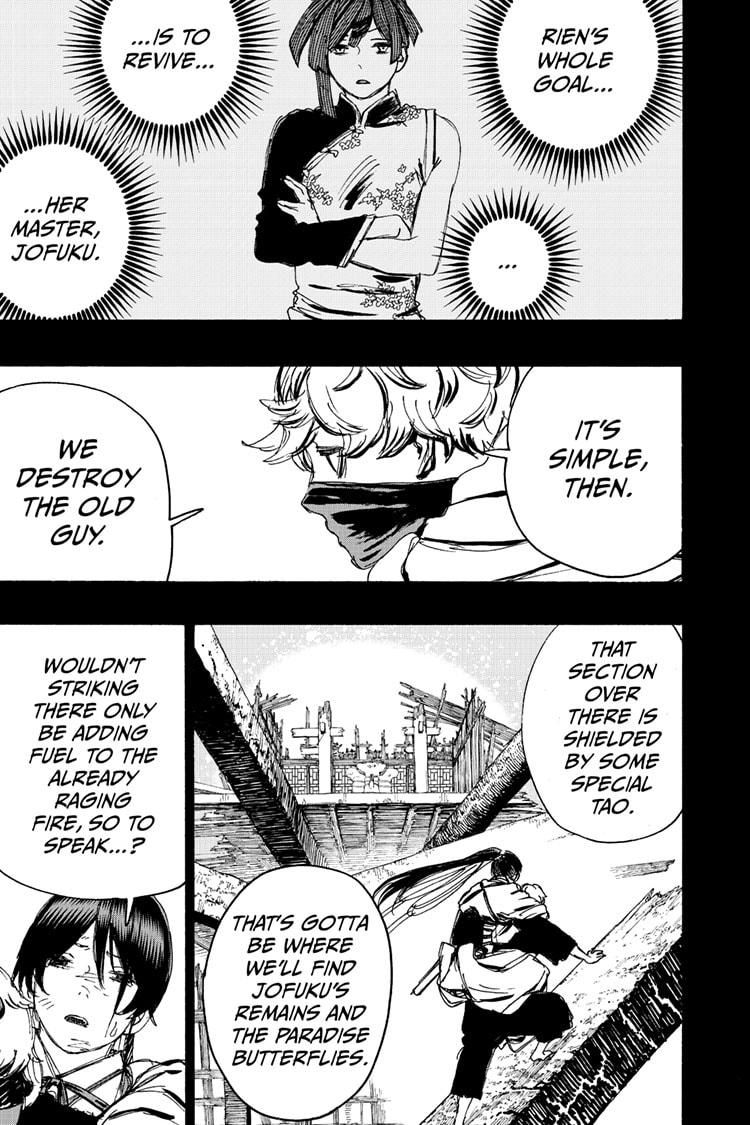 RIEN'S
WHOLE
GOAL...
...IS TO
REVIVE...
...
...HER
MASTER,
JOFUKU.
IT'S
SIMPLE,
THEN.
WE
DESTROY
THE OLD
GUY.
THAT
SECTION
OVER
THERE IS
SHIELDED
BY SOME
SPECIAL
TAO.
THAT'S GOTTA
BE WHERE
WE'LL FIND
JOFUKU'S
REMAINS AND
THE PARADISE
BUTTERFLIES.
WOULDN'T
STRIKING
THERE ONLY
BE ADDING
FUEL TO THE
ALREADY
RAGING
FIRE, SO TO
SPEAK...?